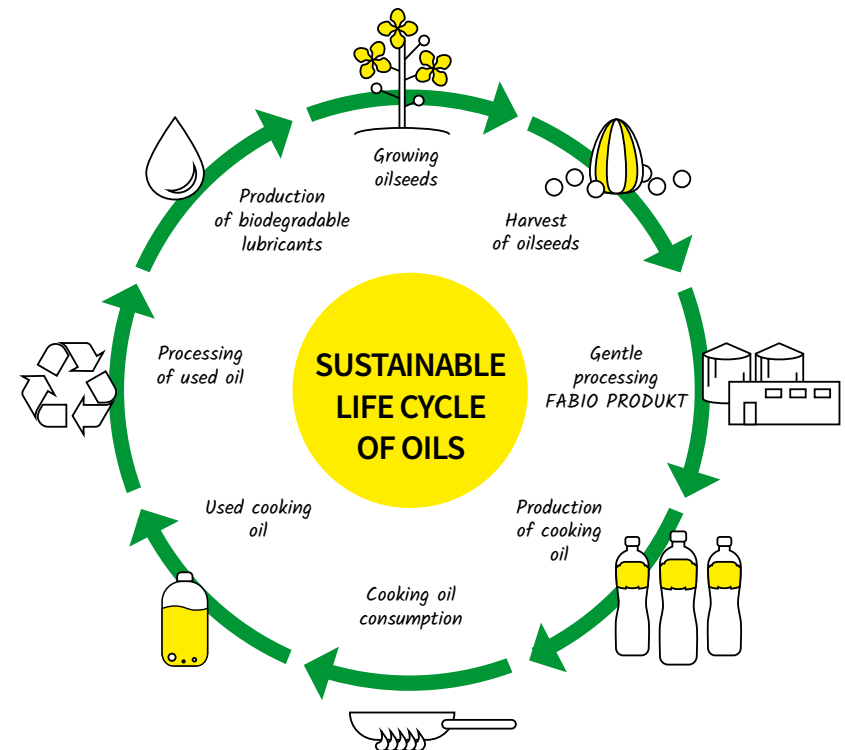 Growing
oilseeds
Production
of biodegradable
lubricants
Harvest
of oilseeds
SUSTAINABLE
LIFE CYCLE
OF OILS
Processing
of used oil
Gentle
processing
FABIO PRODUKT
Used cooking
oil
Production
of cooking
oil
Cooking oil
consumption